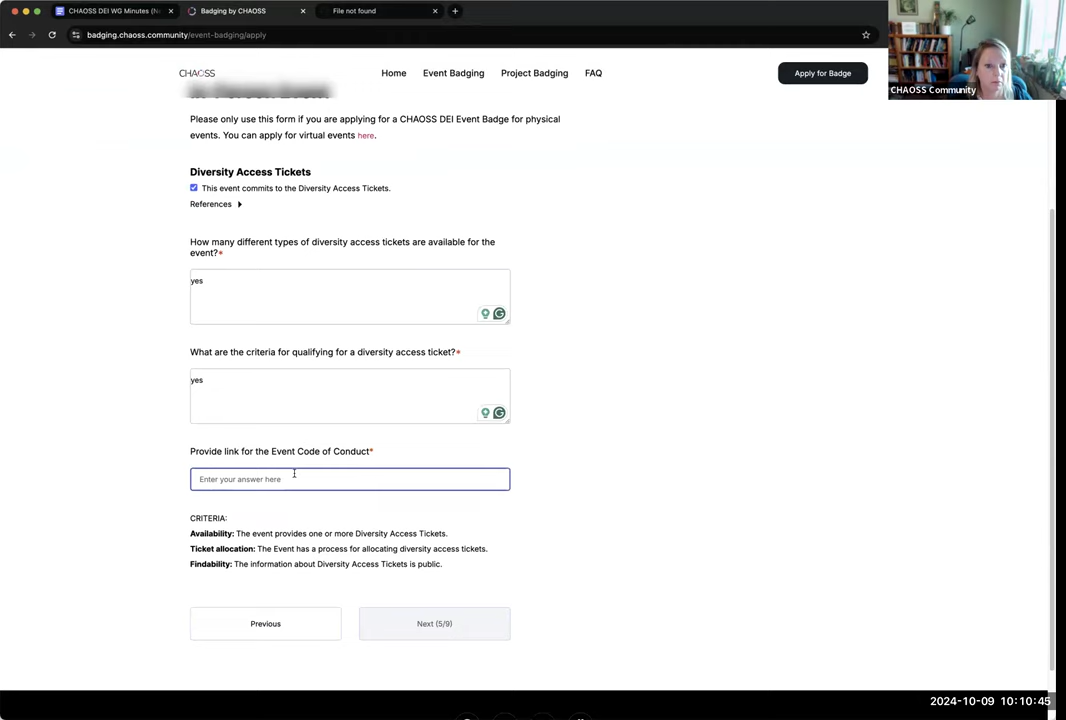 CHAOSS DEI WG Minutes (N
Badging by CHAOSS
File not found
badging.chaoss.community/event-badging/apply
CHAOSS
Home
Event Badging
Project Badging
FAQ
Apply for Badge
CHAOSS Community
Please only use this form if you are applying for a CHAOSS DEI Event Badge for physical
events. You can apply for virtual events here.
Diversity Access Tickets
This event commits to the Diversity Access Tickets.
References
How many different types of diversity access tickets are available for the
event?*
yes
What are the criteria for qualifying for a diversity access ticket?*
yes
Provide link for the Event Code of Conduct*
Enter your answer here
CRITERIA:
Availability: The event provides one or more Diversity Access Tickets.
Ticket allocation: The Event has a process for allocating diversity access tickets.
Findability: The information about Diversity Access Tickets is public.
Previous
Next (5/9)
2024-10-09 10:10:45